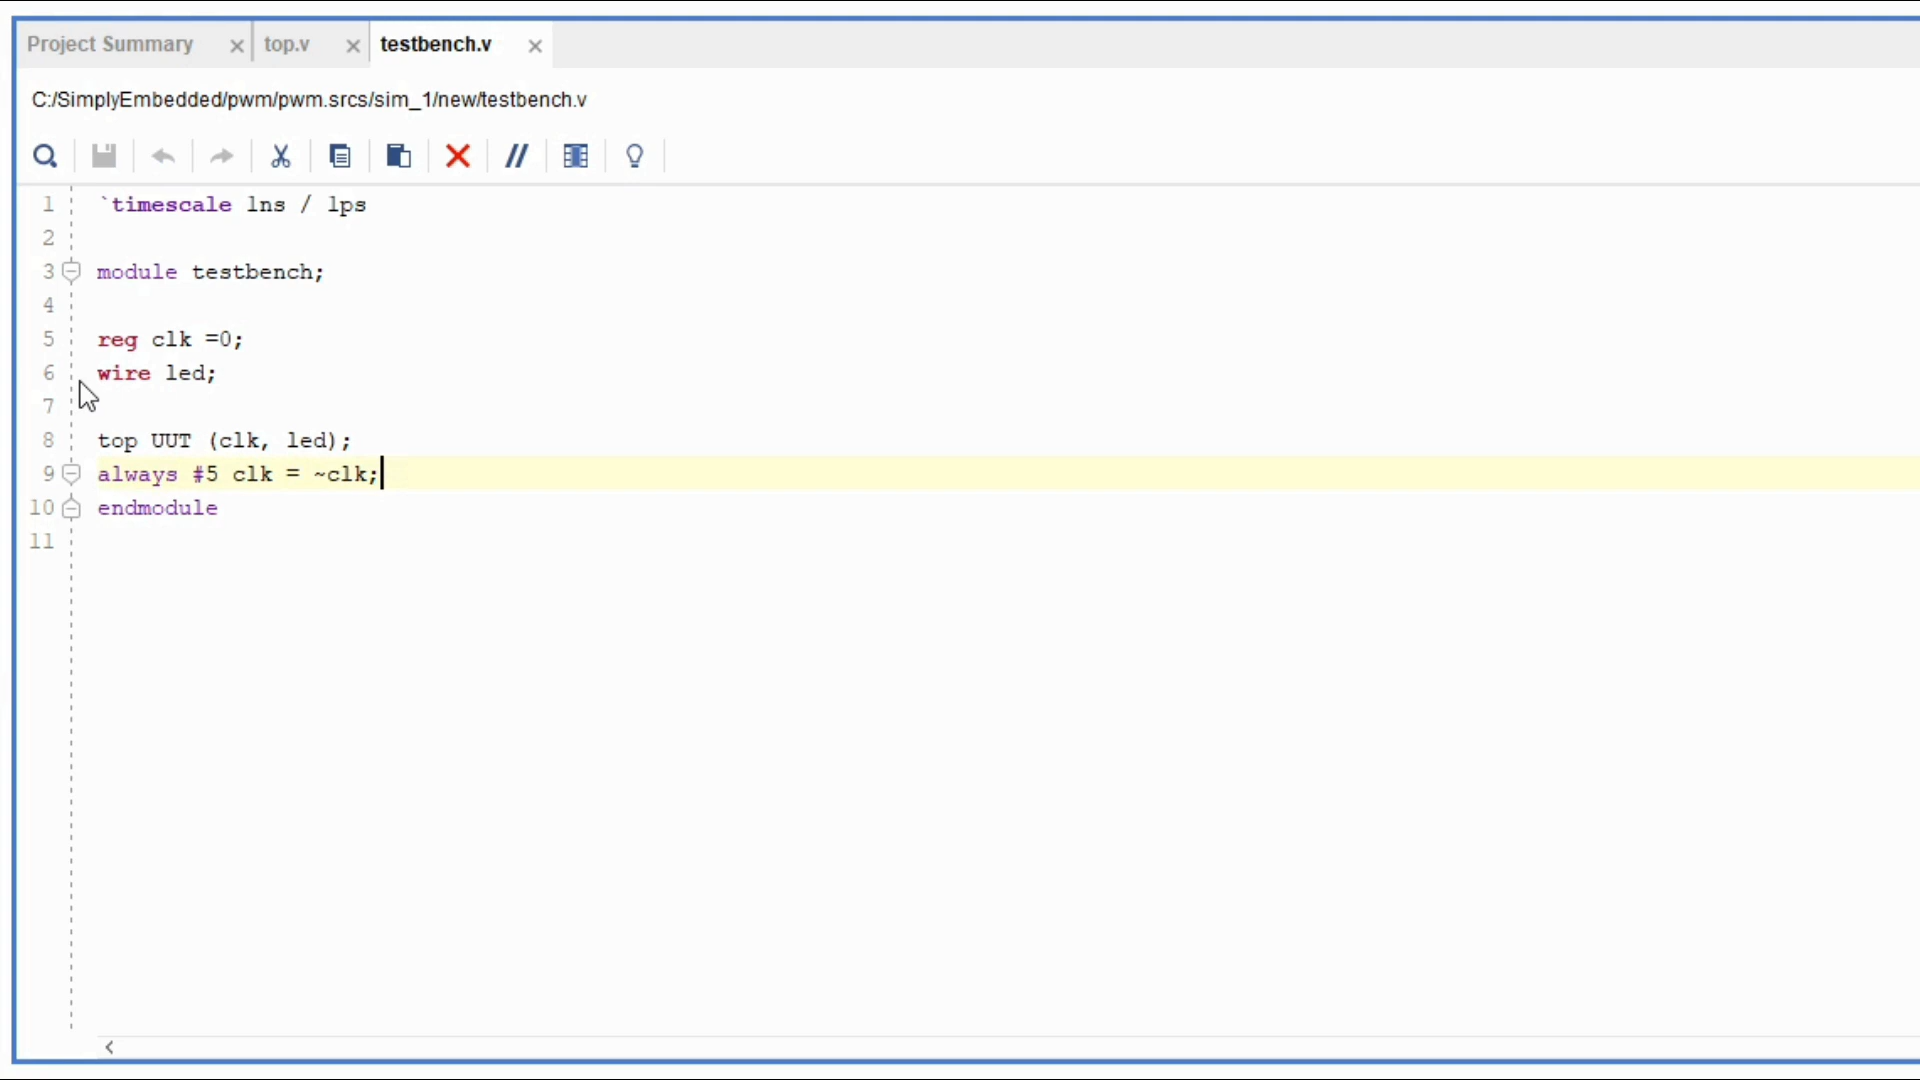 Project Summary × top.v × testbench.v ×
C:/SimplyEmbedded/pwm/pwm.srcs/sim_1/new/testbench.v
1 `timescale 1ns / 1ps
2
3 module testbench;
4
5 reg clk =0;
6 wire led;
7
8 top UUT (clk, led);
9 always #5 clk = ~clk;
10 endmodule
11